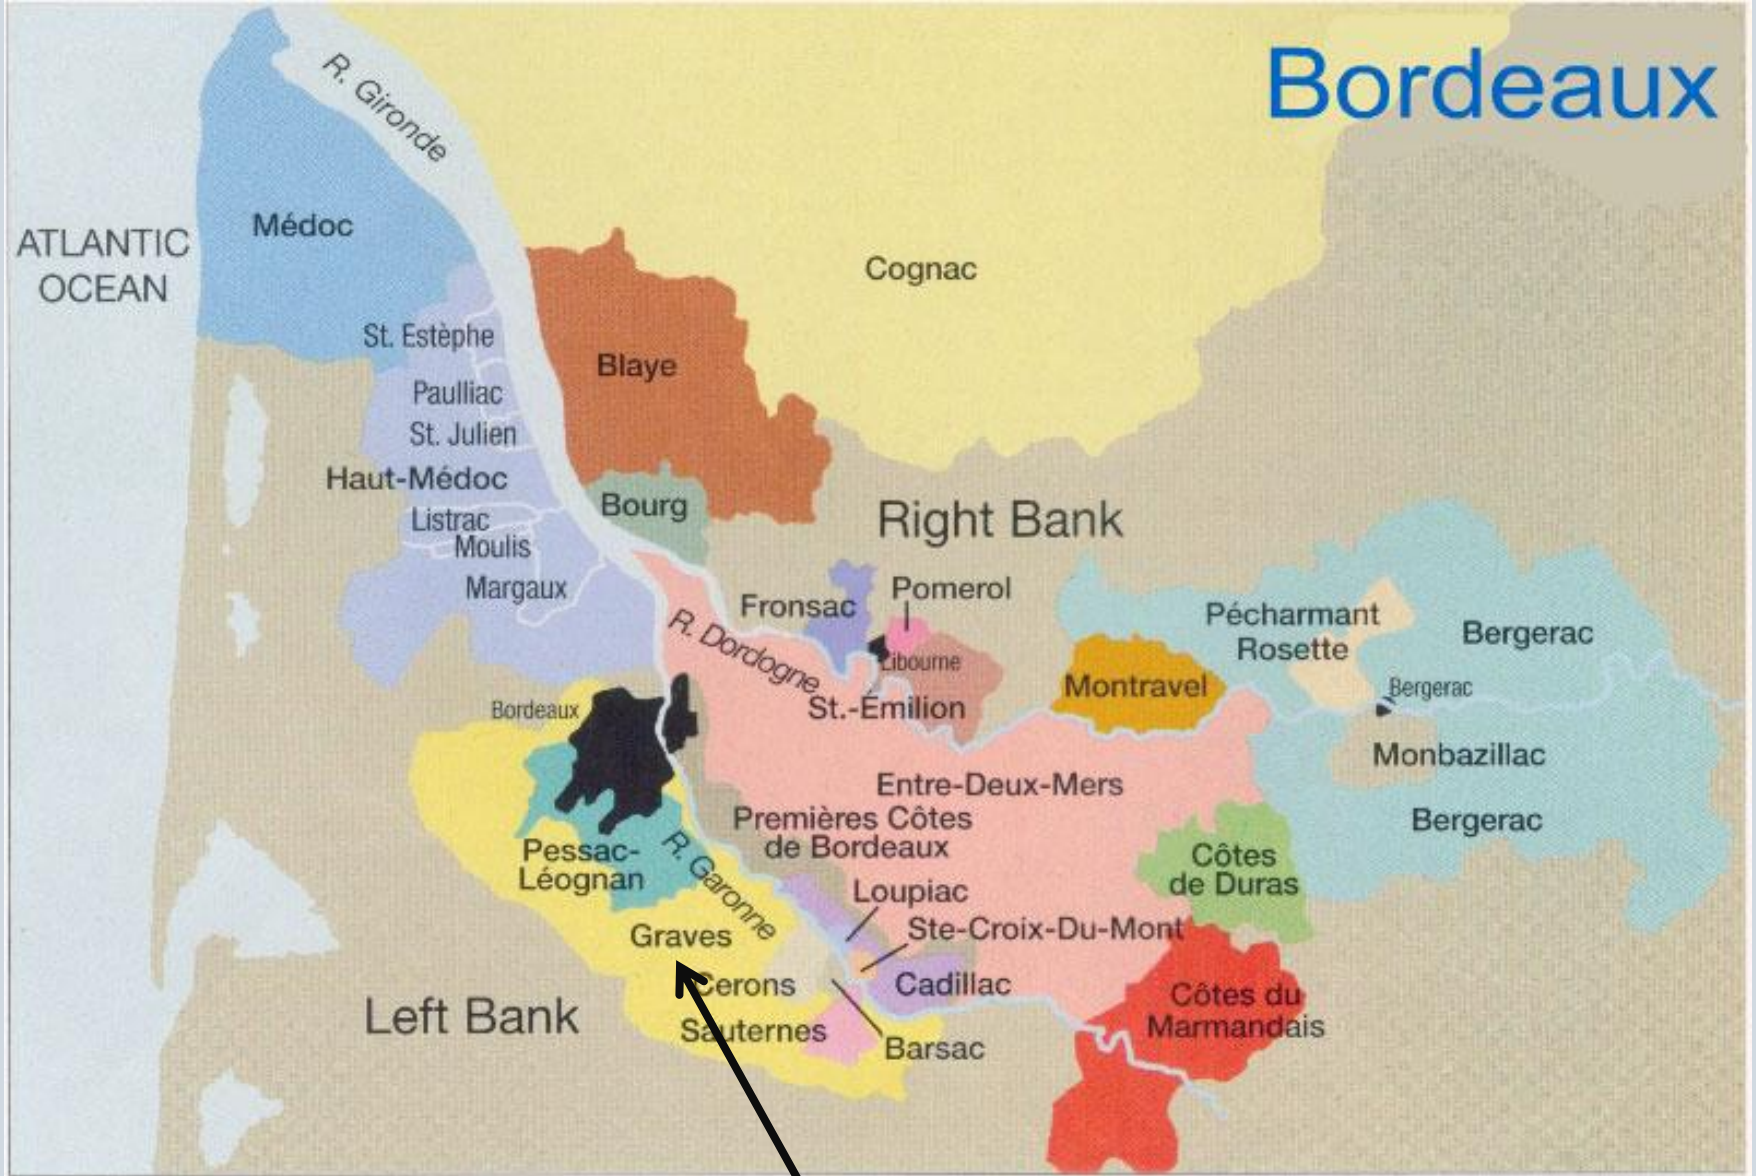 Bordeaux
R. Gironde
ATLANTIC
OCEAN
Médoc
Cognac
St. Estèphe
Blaye
Paulliac
St. Julien
Haut-Médoc
Bourg
Listrac
Moulis
Right Bank
Margaux
Fronsac
Pomerol
R. Dordogne
Libourne
St.-Émilion
Montravel
Pécharmant
Rosette
Bergerac
Bergerac
Bordeaux
Monbazillac
Entre-Deux-Mers
Bergerac
Premières Côtes
de Bordeaux
Pessac-
Léognan
R. Garonne
Côtes
de Duras
Loupiac
Ste-Croix-Du-Mont
Graves
Cerons
Cadillac
Left Bank
Sauternes
Barsac
Côtes du
Marmandais